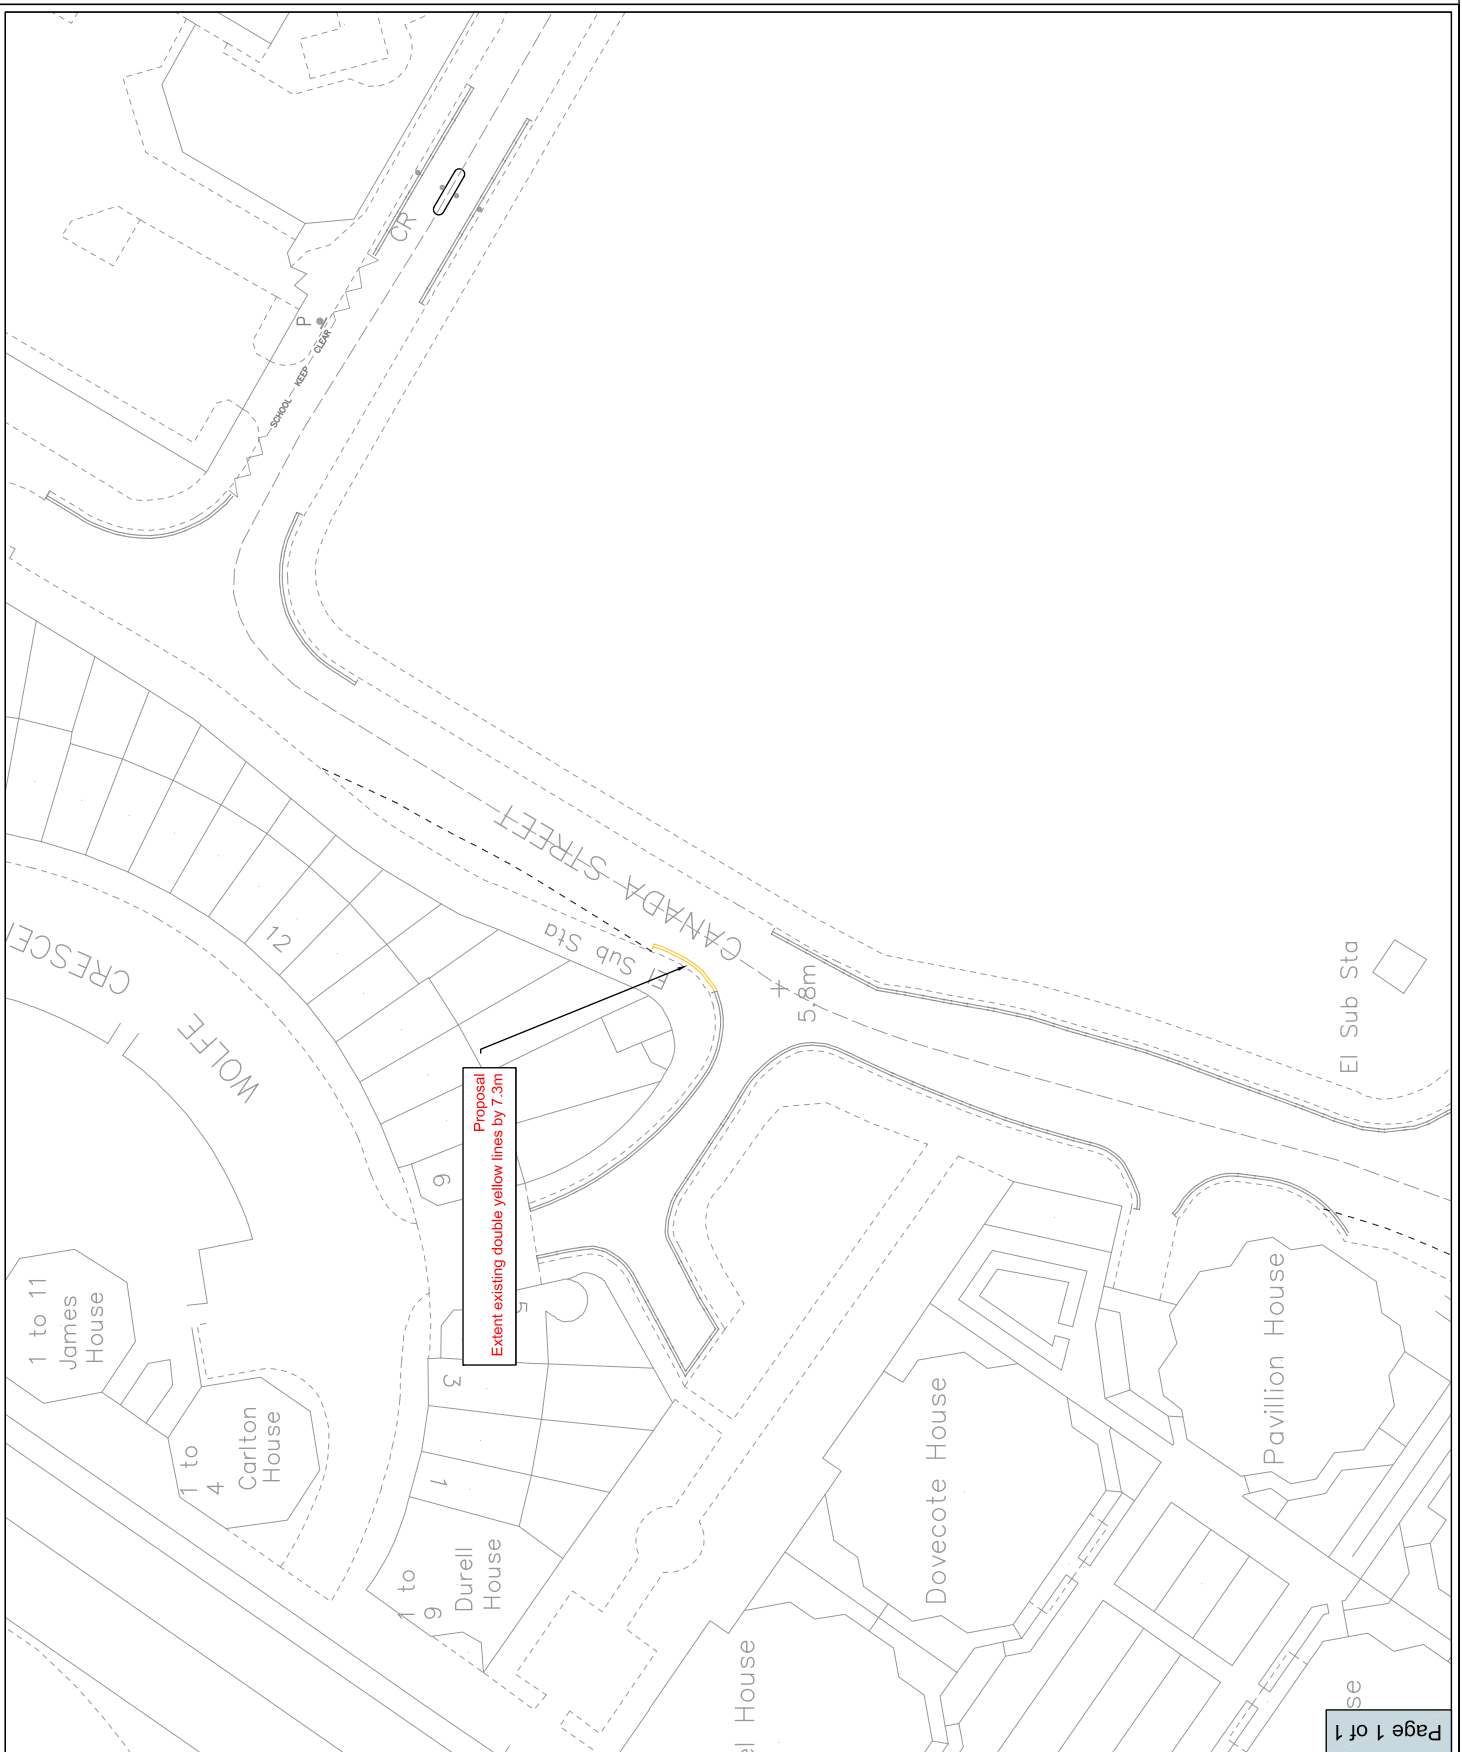 CR
P
SCHOOL KEEP CLEAR
CANADA STREET
El Sub Sta
5.8m
El Sub Sta
12
WOLFE
Proposal
Extent existing double yellow lines by 7.3m
9
5
3
1
1 to 11
James
House
1 to
4
Carlton
House
1 to
9
Durell
House
Dovecote House
Pavillion House
House
Page 1 of 1